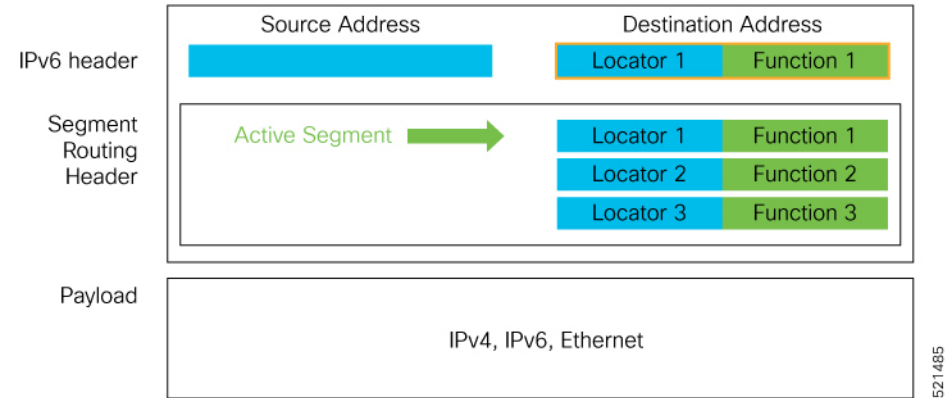 Source Address
Destination Address
IPv6 header
Locator 1
Function 1
Segment
Routing
Header
Active Segment
Locator 1
Function 1
Locator 2
Function 2
Locator 3
Function 3
Payload
IPv4, IPv6, Ethernet
521485